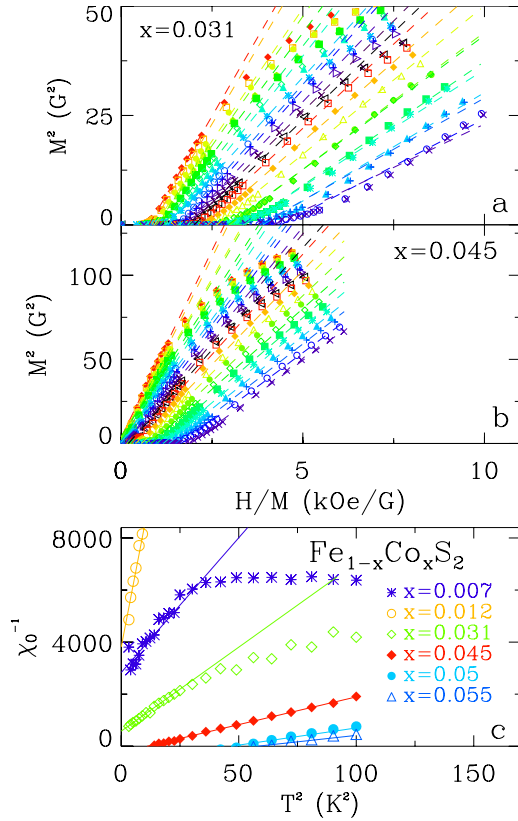 x=0.031
50
25
0
M² (G²)
a
x=0.045
100
50
0
M² (G²)
b
0 5 10
H/M (kOe/G)
Fe₁₋ₓCoₓS₂
8000
4000
0
χ₀⁻¹
x=0.007
x=0.012
x=0.031
x=0.045
x=0.05
x=0.055
c
0 50 100 150
T² (K²)